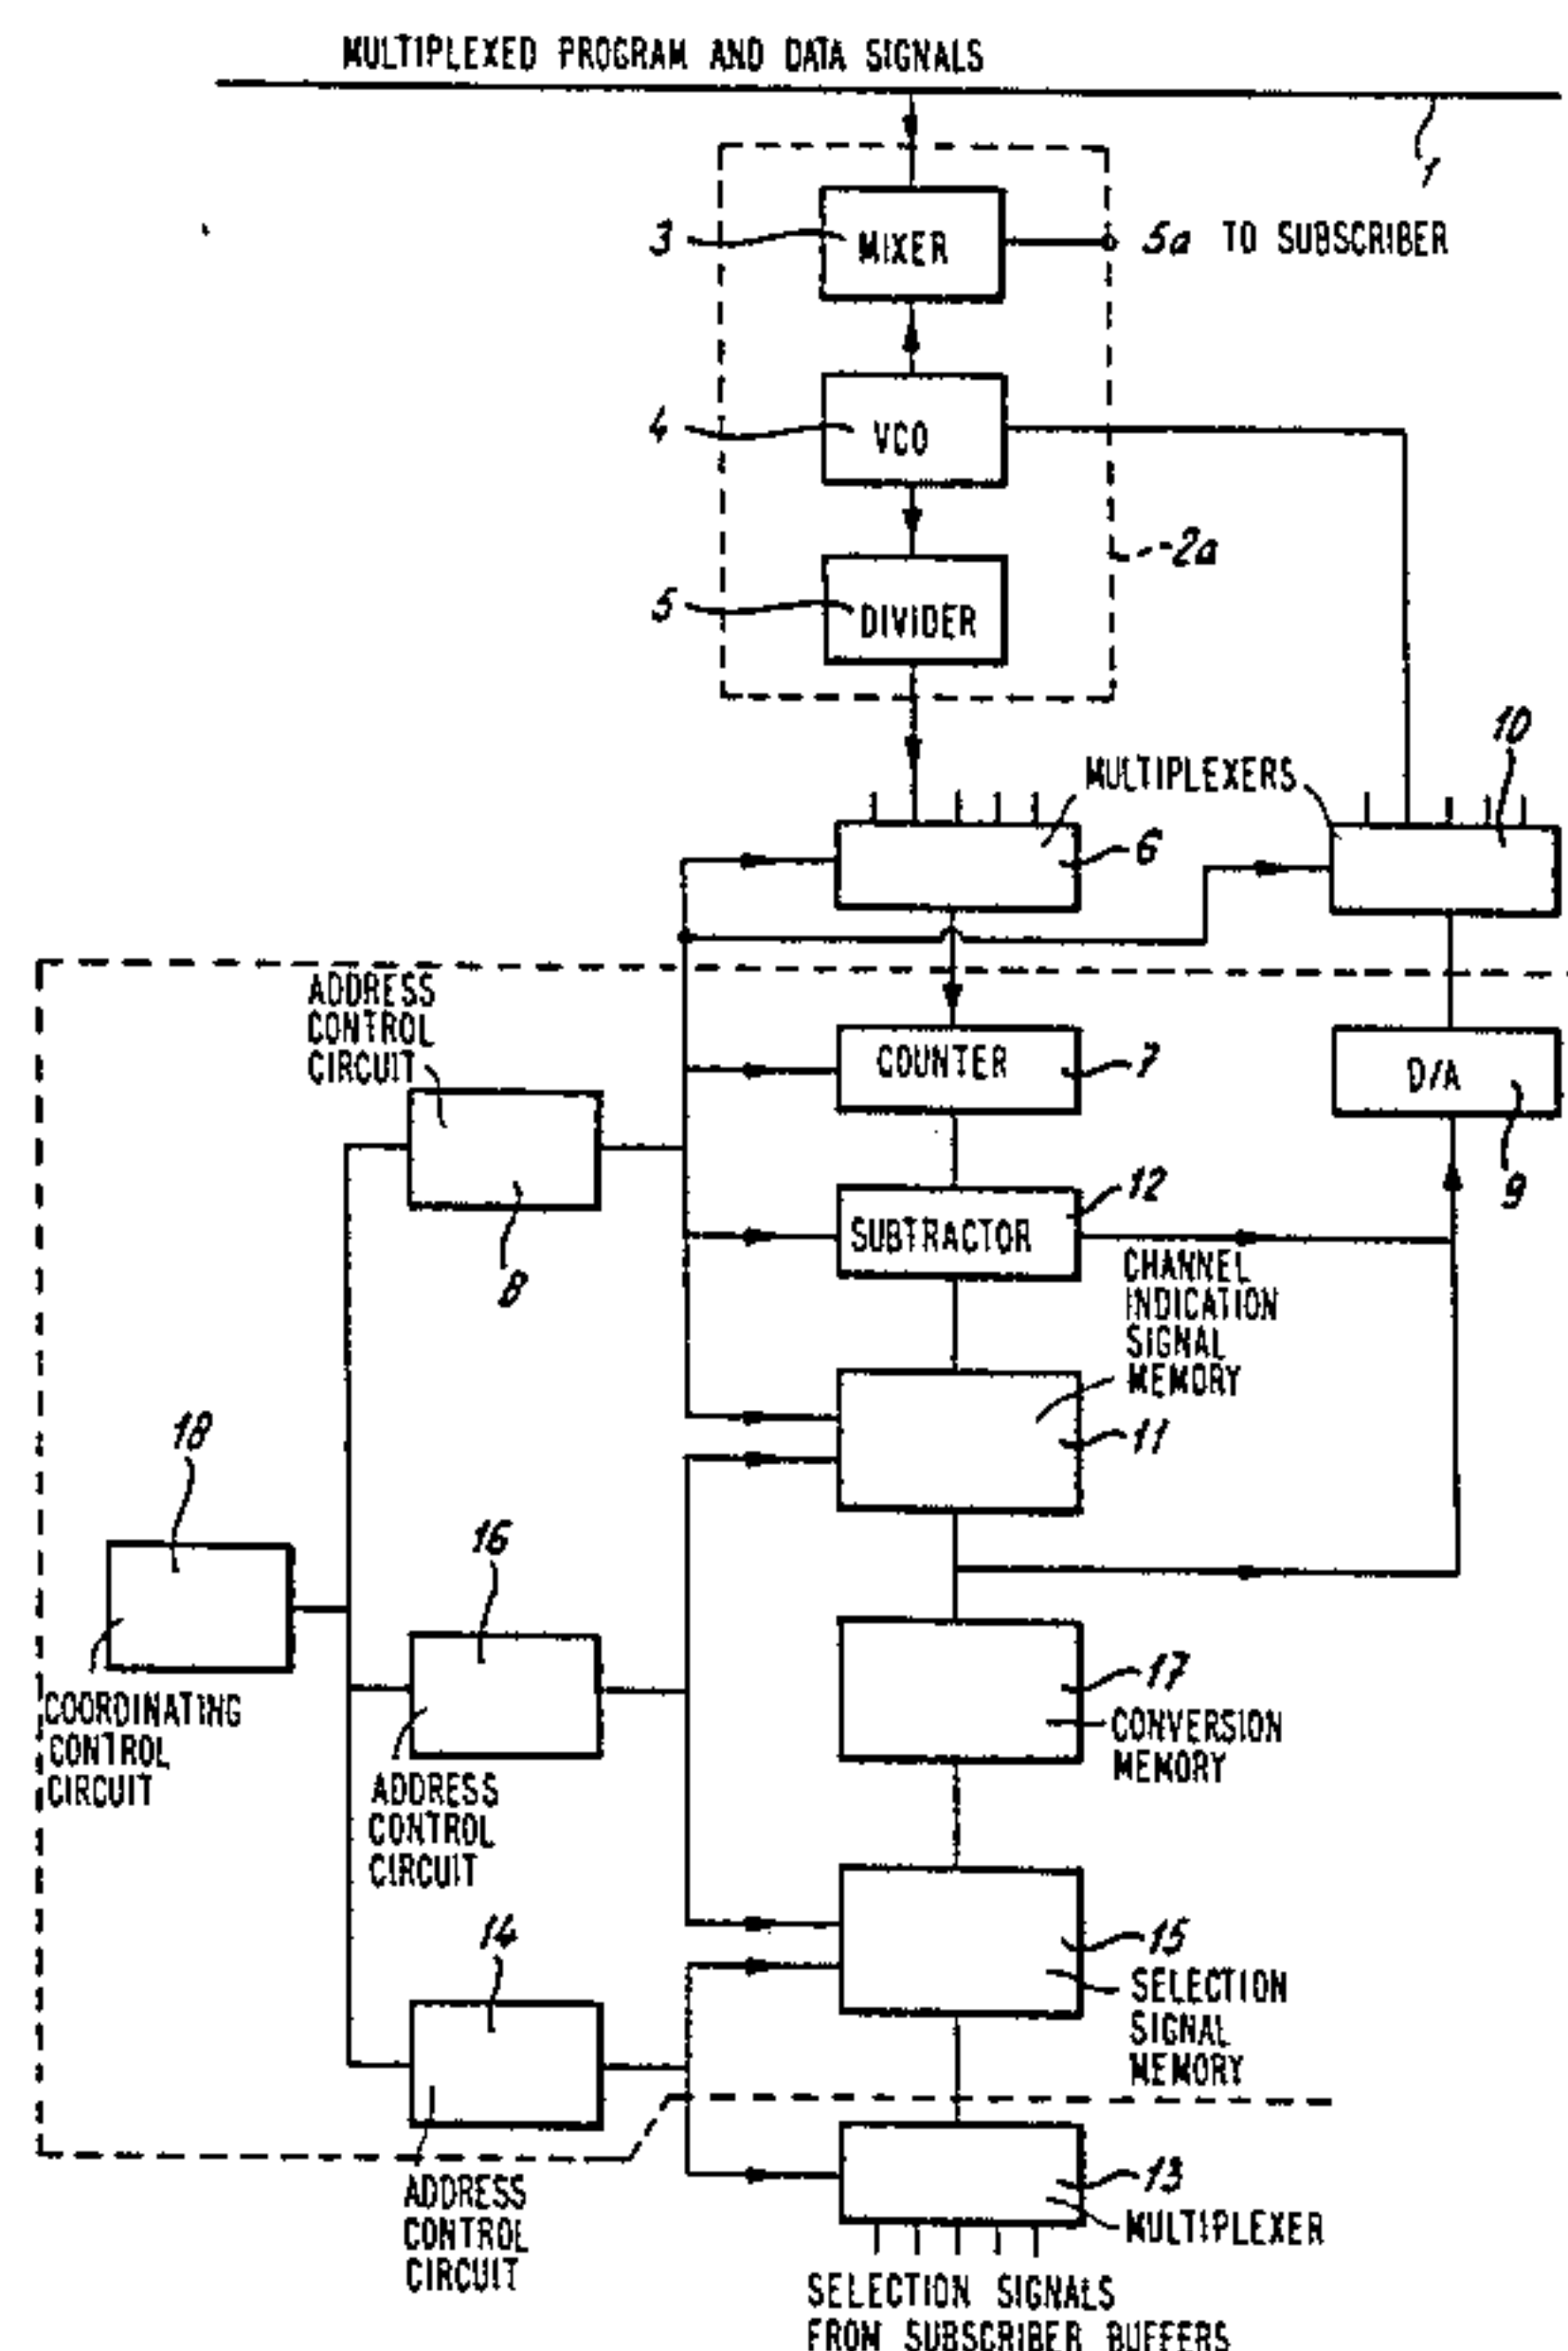 MULTIPLEXED PROGRAM AND DATA SIGNALS
1
3
MIXER
5a TO SUBSCRIBER
4
VCO
2a
5
DIVIDER
10
MULTIPLEXERS
6
ADDRESS
CONTROL
CIRCUIT
COUNTER
7
D/A
9
8
12
SUBTRACTOR
CHANNEL
INDICATION
SIGNAL
MEMORY
11
18
16
17
CONVERSION
MEMORY
COORDINATING
CONTROL
CIRCUIT
ADDRESS
CONTROL
CIRCUIT
14
15
SELECTION
SIGNAL
MEMORY
13
MULTIPLEXER
ADDRESS
CONTROL
CIRCUIT
SELECTION SIGNALS
FROM SUBSCRIBER BUFFERS